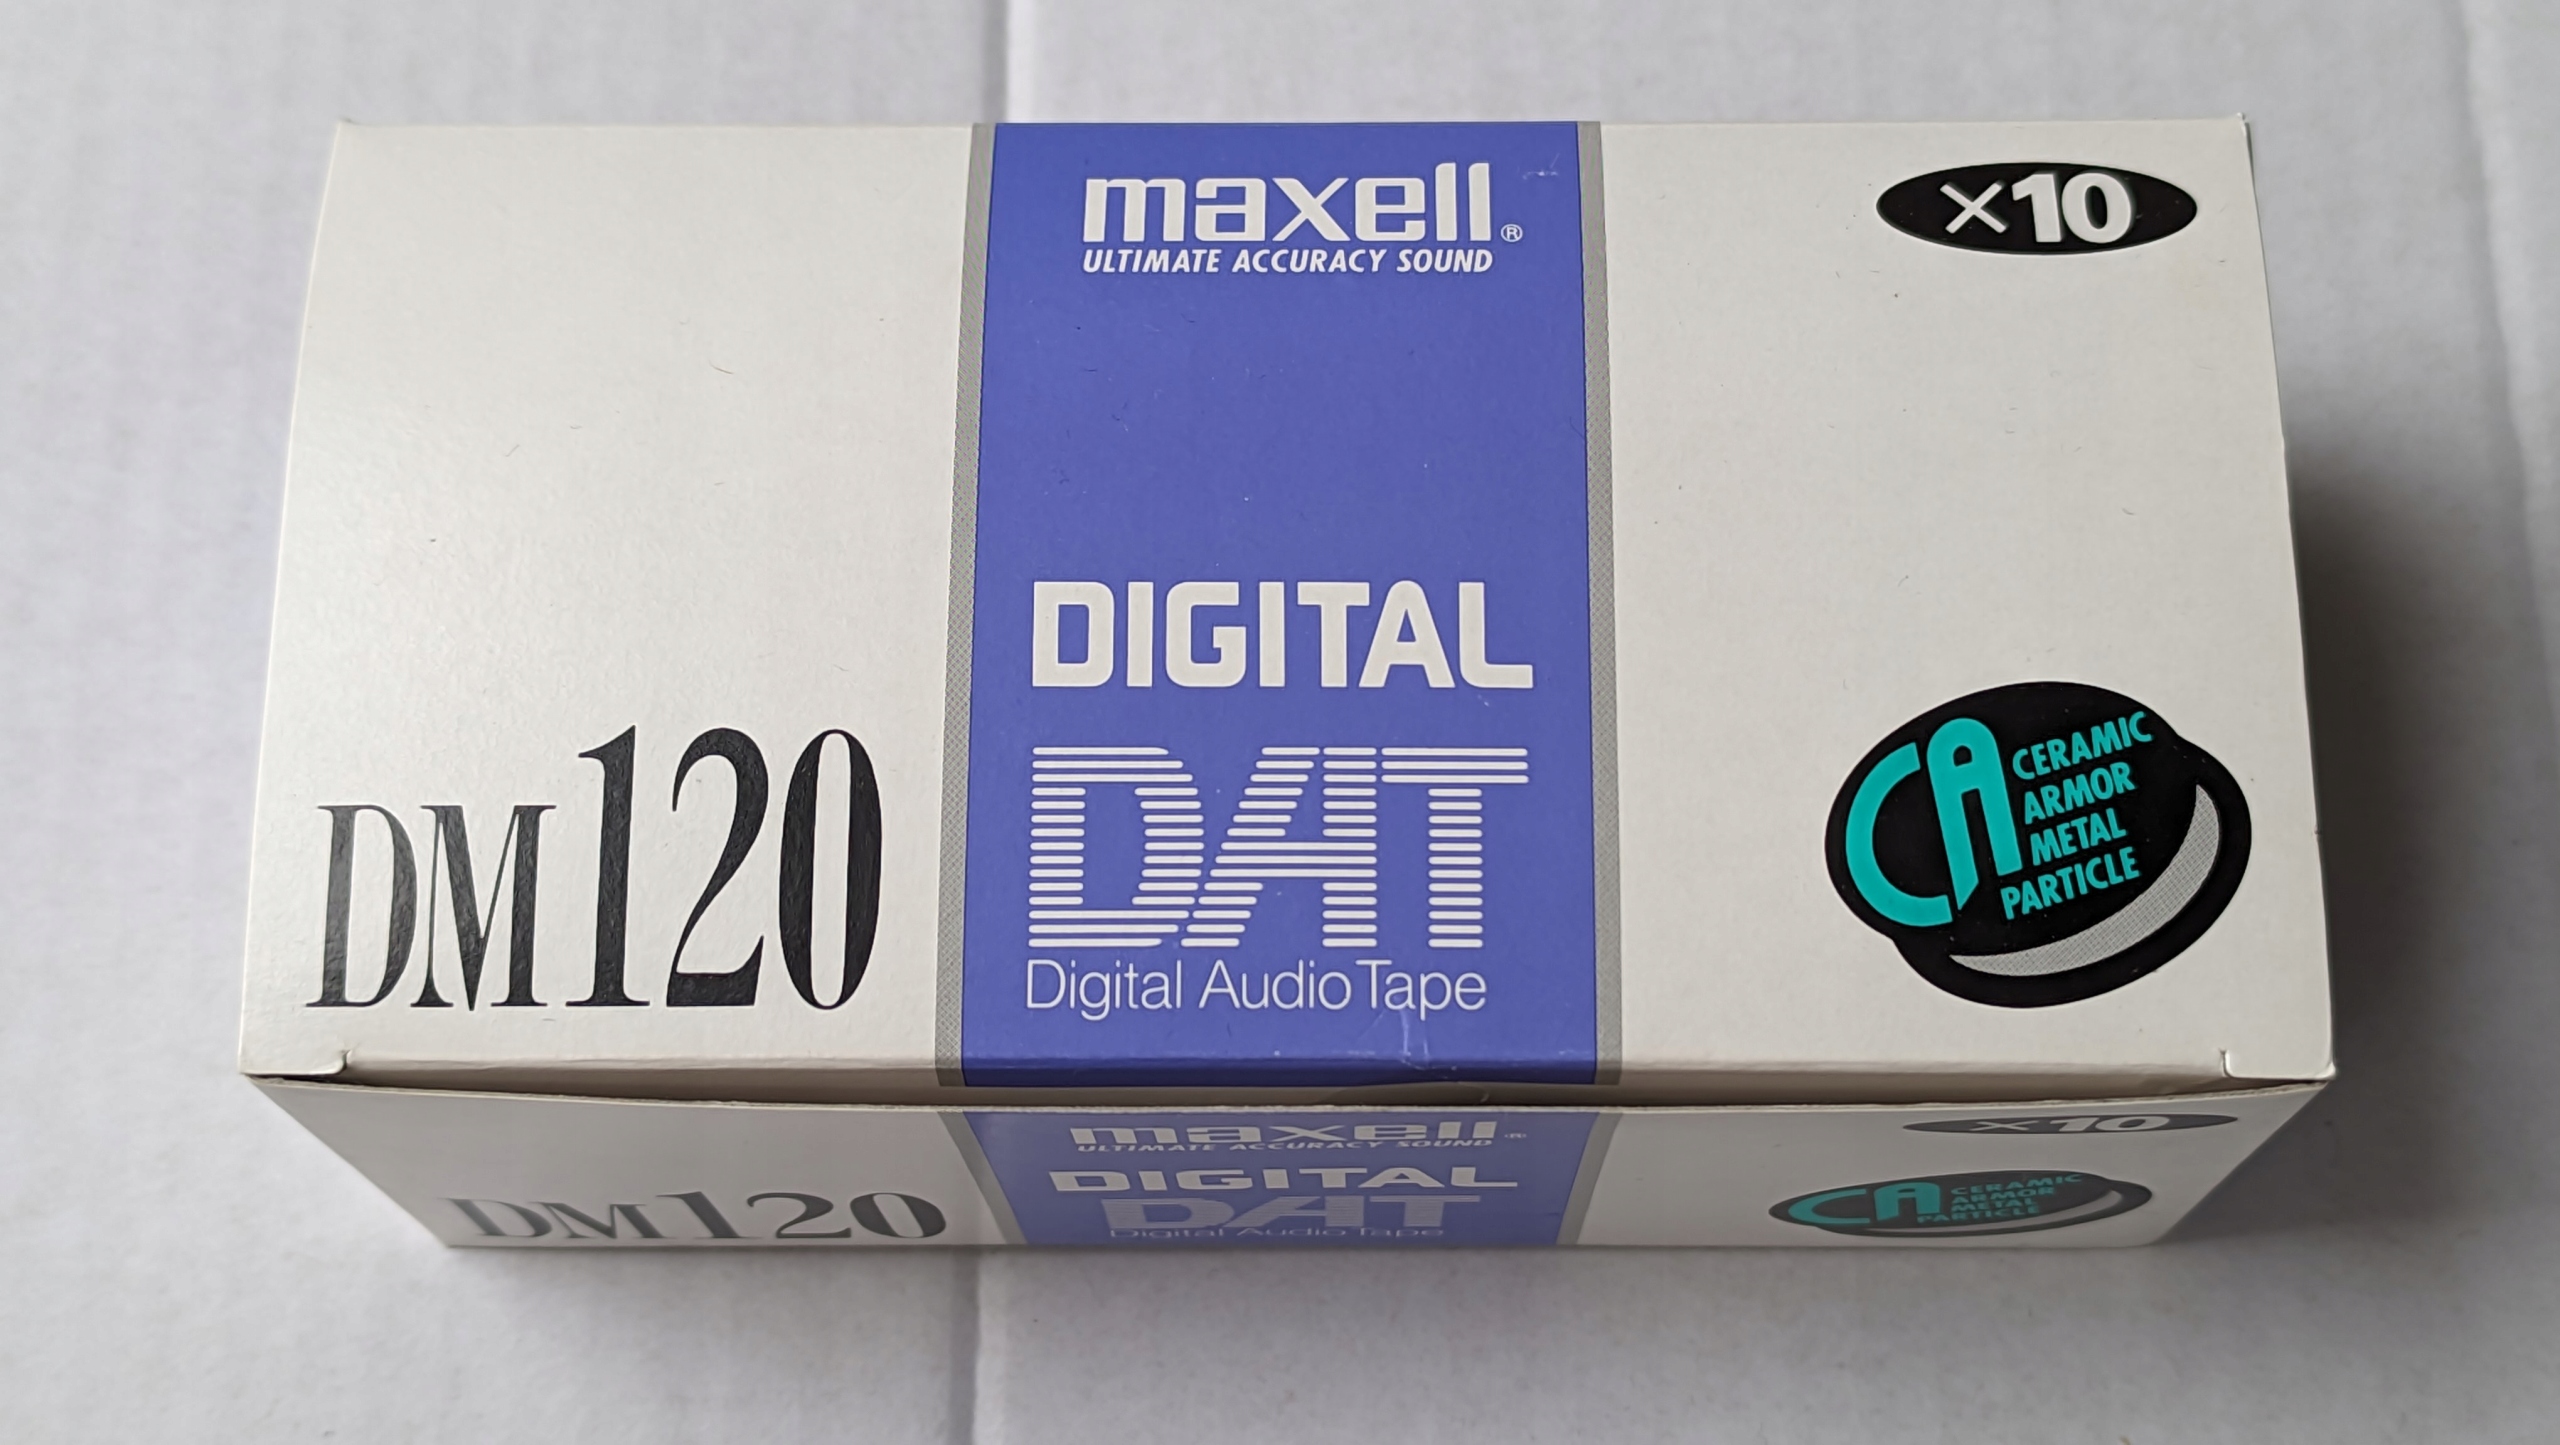 maxell®
ULTIMATE ACCURACY SOUND
×10
DIGITAL
DAT
Digital Audio Tape
DM120
CA
CERAMIC
ARMOR
METAL
PARTICLE
maxell®
ULTIMATE ACCURACY SOUND
×10
DIGITAL
DAT
Digital Audio Tape
DM120
CA
CERAMIC
ARMOR
METAL
PARTICLE